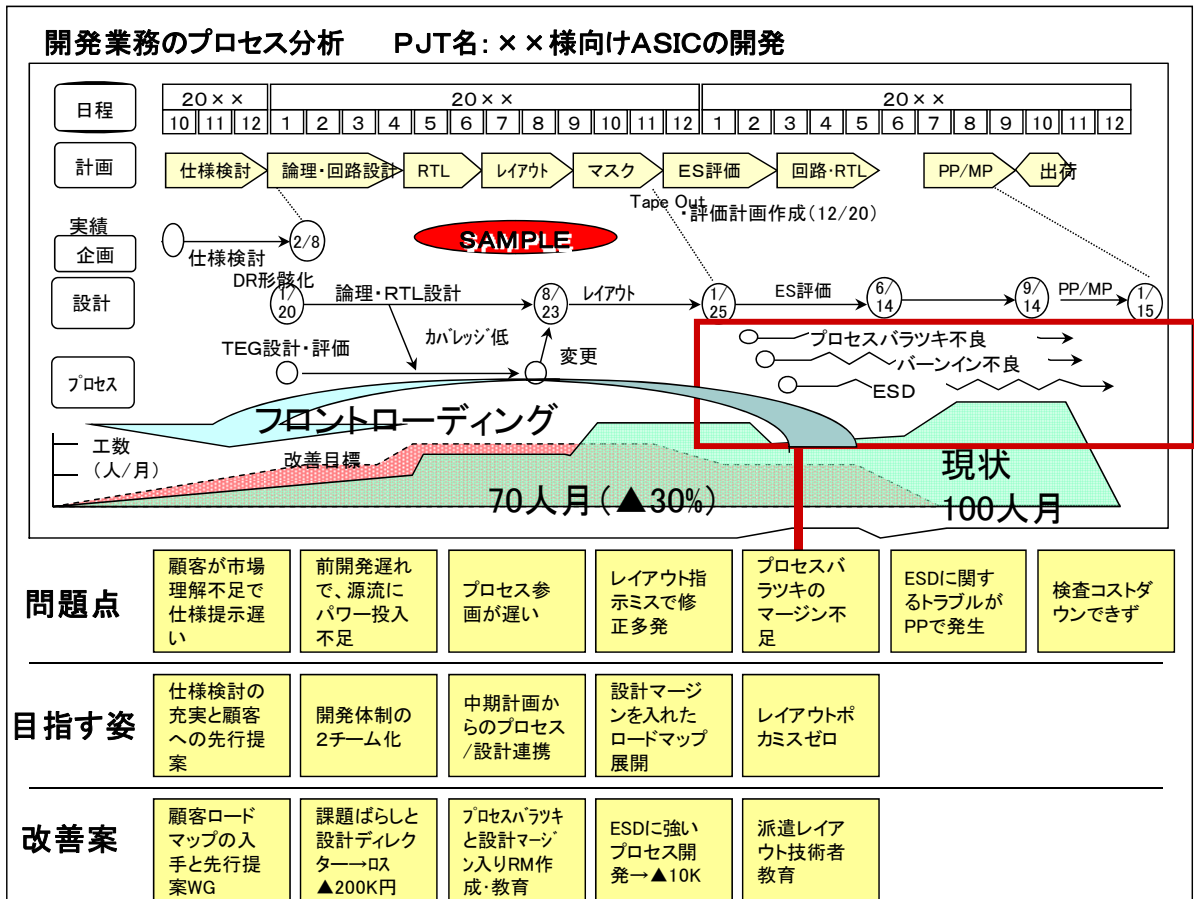 開発業務のプロセス分析 PJT名:××様向けASICの開発
日程
20×× 20×× 20××
10 11 12 1 2 3 4 5 6 7 8 9 10 11 12 1 2 3 4 5 6 7 8 9 10 11 12
計画
仕様検討 論理・回路設計 RTL レイアウト マスク ES評価 回路・RTL PP/MP 出荷
Tape Out
・評価計画作成(12/20)
実績
企画
仕様検討
2/8
SAMPLE
DR形骸化
設計
1/
20
論理・RTL設計
8/
23
レイアウト
1/
25
ES評価
6/
14
9/
14
PP/MP
1/
15
カバレッジ低
TEG設計・評価
変更
プロセス
プロセスバラツキ不良
バーンイン不良
ESD
フロントローディング
工数
(人/月)
改善目標
70人月(▲30%)
現状
100人月
問題点
顧客が市場
理解不足で
仕様提示遅
い
前開発遅れ
で、源流に
パワー投入
不足
プロセス参
画が遅い
レイアウト指
示ミスで修
正多発
プロセスバ
ラツキの
マージン不
足
ESDに関す
るトラブルが
PPで発生
検査コストダ
ウンできず
目指す姿
仕様検討の
充実と顧客
への先行提
案
開発体制の
2チーム化
中期計画か
らのプロセス
/設計連携
設計マージ
ンを入れた
ロードマップ
展開
レイアウトポ
カミスゼロ
改善案
顧客ロード
マップの入
手と先行提
案WG
課題ばらしと
設計ディレク
ター→ロス
▲200K円
プロセスバラツキ
と設計マージ
ン入りRM作
成・教育
ESDに強い
プロセス開
発→▲10K
派遣レイア
ウト技術者
教育